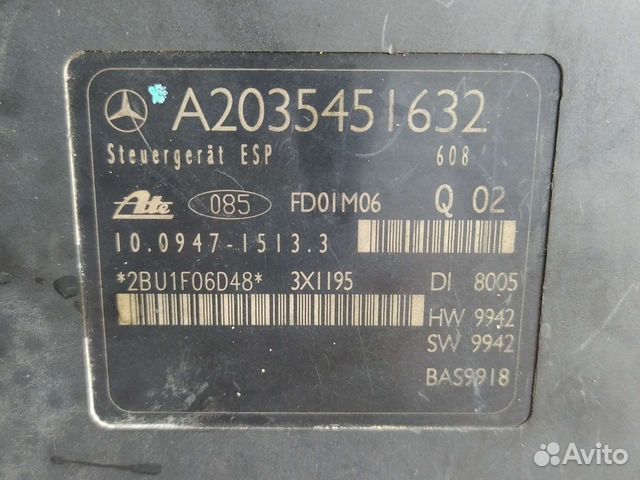 A2035451632
Steuergerät ESP 608
Ate 085 FD01M06 Q 02
10.0947-1513.3
*2BU1F06D48* 3X1195 DI 8005
HW 9942
SW 9942
BAS9918
Avito